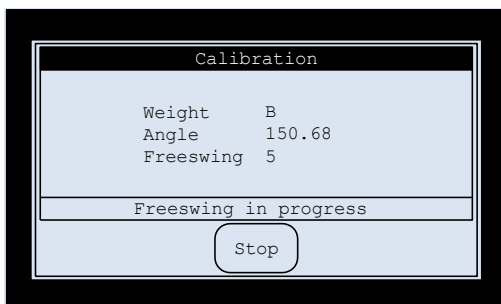 Calibration
Weight B
Angle 150.68
Freeswing 5
Freeswing in progress
Stop